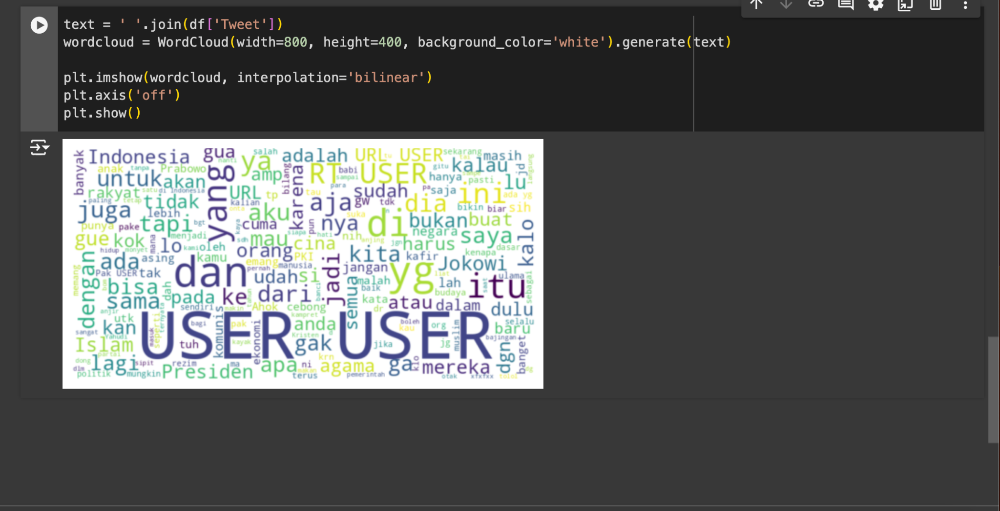 text = ' '.join(df['Tweet'])
wordcloud = WordCloud(width=800, height=400, background_color='white').generate(text)
plt.imshow(wordcloud, interpolation='bilinear')
plt.axis('off')
plt.show()
banyak
Indonesia
gua
salah
adalah
URL
tu
USER
sekarang
masih
langsung
nanti
ya
tai
anak
tanpa
Prabowo
yang
amp
bilang
karena
RT
babi
USER
gitu
kalau
jd
untuk
akan
sampai
hanya
sampe
pasti
lu
rakyat
satu
di Indonesia
URL
tp
tau
para
sudah
pa
saja
ini
ada yg
paling
tetap
tidak
kalian
aja
gw
tdk
dia
juga
lebih
onta
aku
suka
n
bikin
biar
sih
punya
pake
tapi
bgt
kaya
cuma
pun
nya
di
bukan
buat
kalo
gue
kok
mana
menjadi
sdh
mau
siapa
cina
hati
nih
anjing
jgn
negara
harus
saya
hidup
monyet
lo
kami
oleh
orang
PKI
kita
kafir
kenapa
dasar
dengan
ada
asing
kamu
emang
manusia
jadi
jangan
yg
Jokowi
memang
Pak USER
tak
dan
pernah
udah
si
semua
malah
liat
lah
saat
itu
ulama
sebagai
bom
bisa
dah
banci
baik
budaya
sama
pada
ke
tahun
dari
kata
atau
dalam
dulu
anjir
ternyata
sendiri
makin
Ahok
cebong
dr
utk
seperti
komunis
kampret
selalu
sangat
kan
masuk
USER USER
bagi
pak
ekonomi
anda
boleh
kau
org
muslim
baru
Yahudi
Kristen
d
bajingan
Islam
tuh
kayak
gak
jika
jg
dgn
banget
partai
dong
lagi
sipit
rezim
ma
apa
ni
krn
agama
ga
klo
mereka
dg
dlm
politik
mungkin
Presiden
makan
terus
pemerintah
otak
xfxfxx
tolol